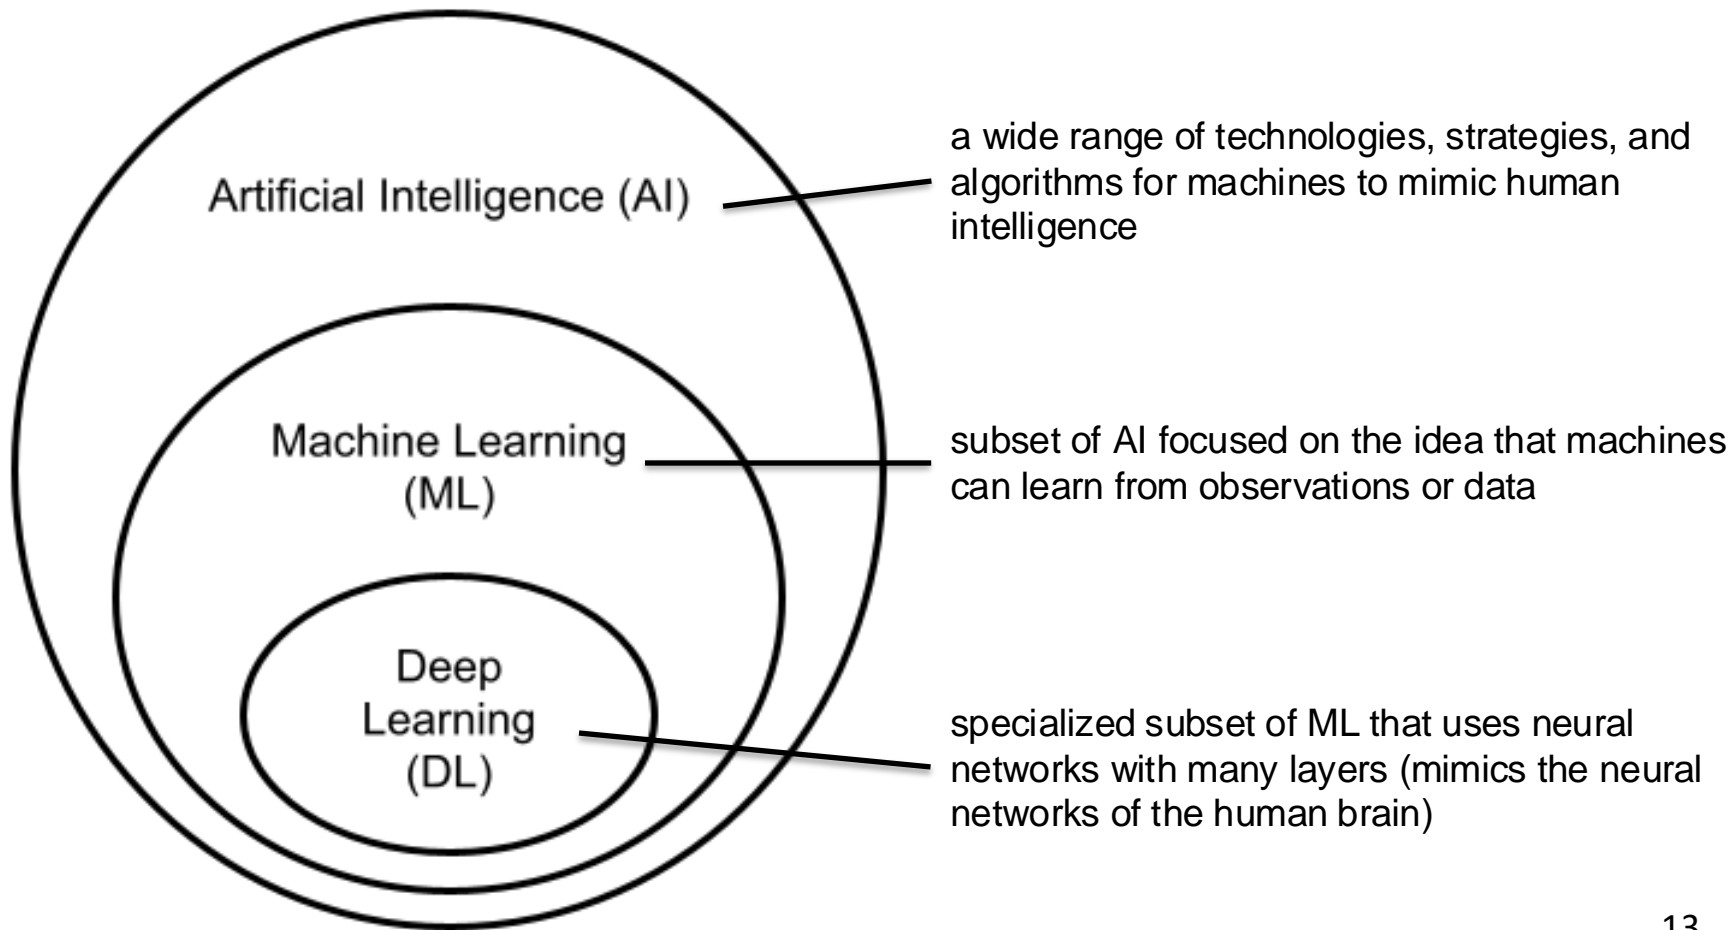 Artificial Intelligence (AI)
a wide range of technologies, strategies, and
algorithms for machines to mimic human
intelligence
Machine Learning
(ML)
subset of AI focused on the idea that machines
can learn from observations or data
Deep
Learning
(DL)
specialized subset of ML that uses neural
networks with many layers (mimics the neural
networks of the human brain)
13